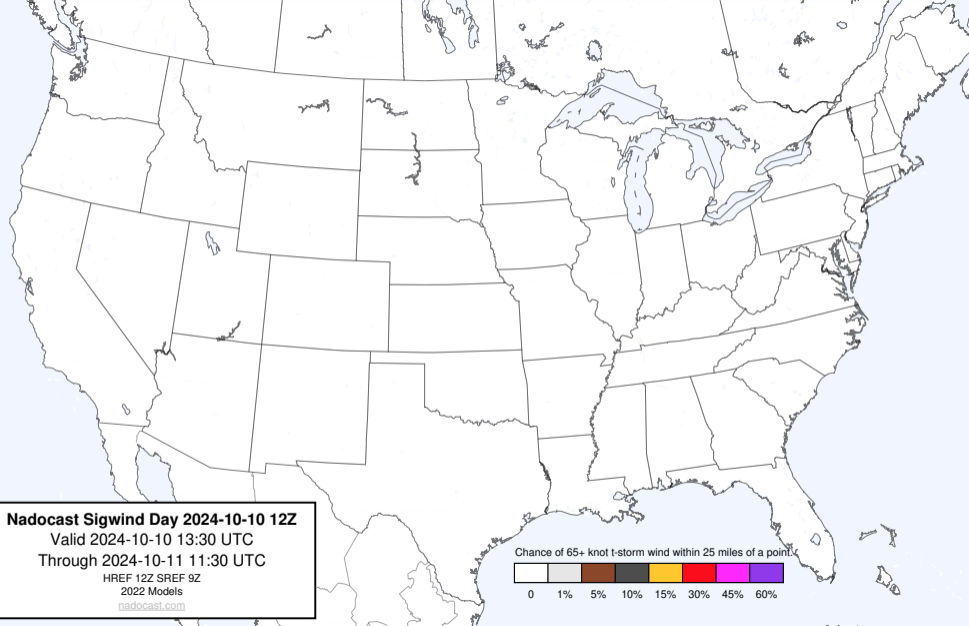 Nadocast Sigwind Day 2024-10-10 12Z
Valid 2024-10-10 13:30 UTC
Through 2024-10-11 11:30 UTC
HREF 12Z SREF 9Z
2022 Models
nadocast.com
Chance of 65+ knot t-storm wind within 25 miles of a point.
0 1% 5% 10% 15% 30% 45% 60%